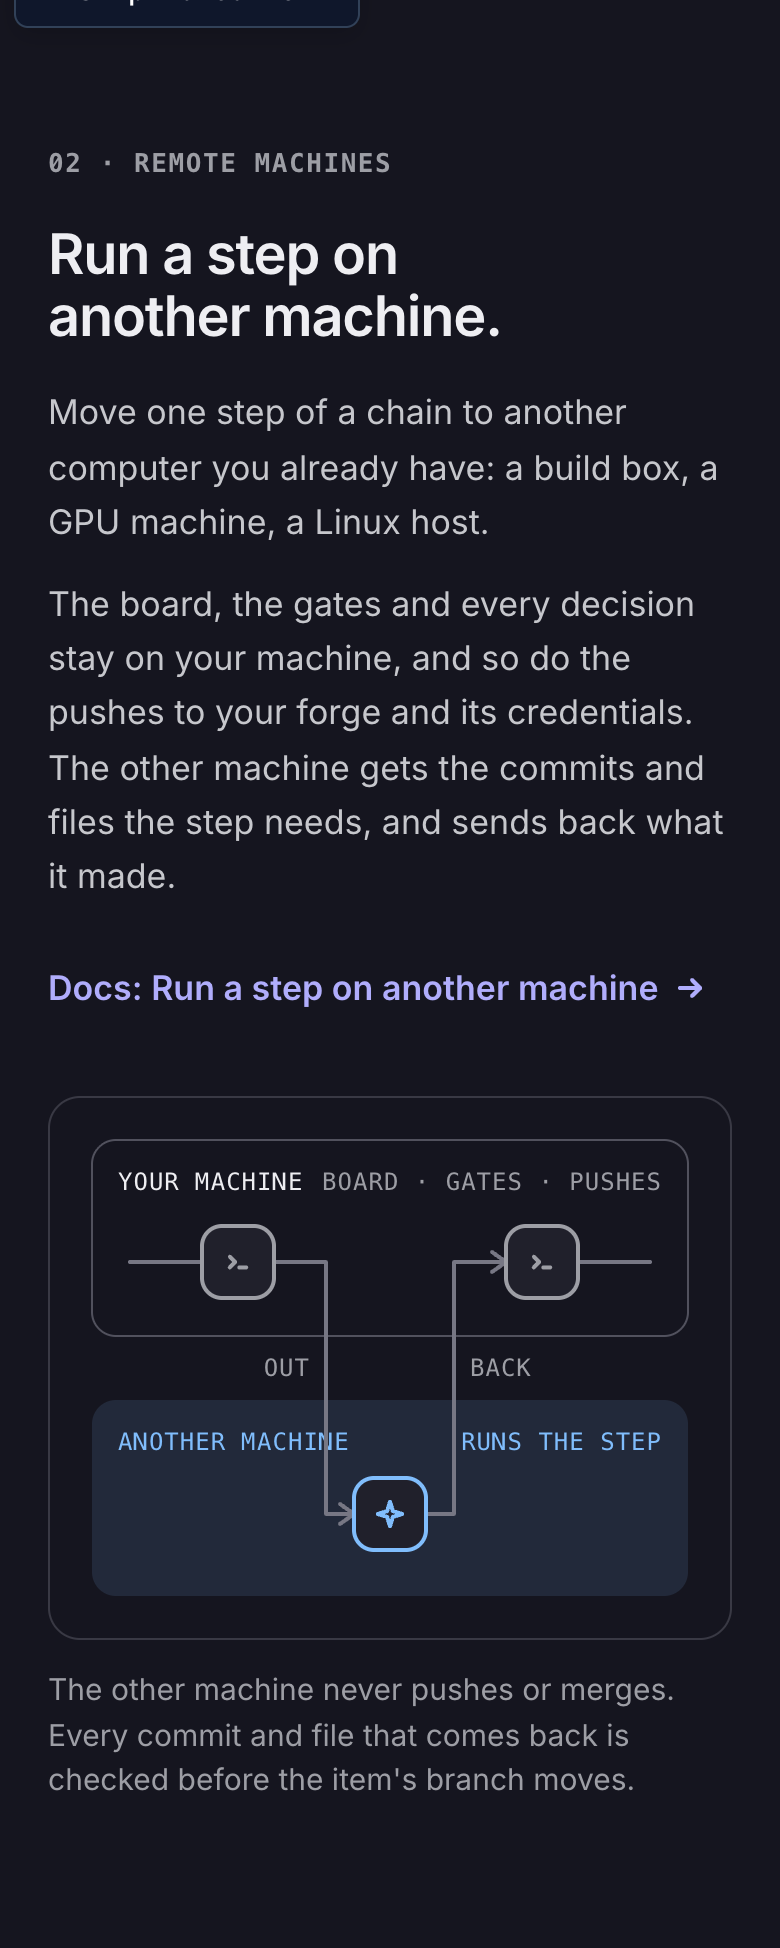 02 · REMOTE MACHINES
Run a step on
another machine.
Move one step of a chain to another
computer you already have: a build box, a
GPU machine, a Linux host.
The board, the gates and every decision
stay on your machine, and so do the
pushes to your forge and its credentials.
The other machine gets the commits and
files the step needs, and sends back what
it made.
Docs: Run a step on another machine →
YOUR MACHINE BOARD · GATES · PUSHES
OUT BACK
ANOTHER MACHINE RUNS THE STEP
The other machine never pushes or merges.
Every commit and file that comes back is
checked before the item's branch moves.